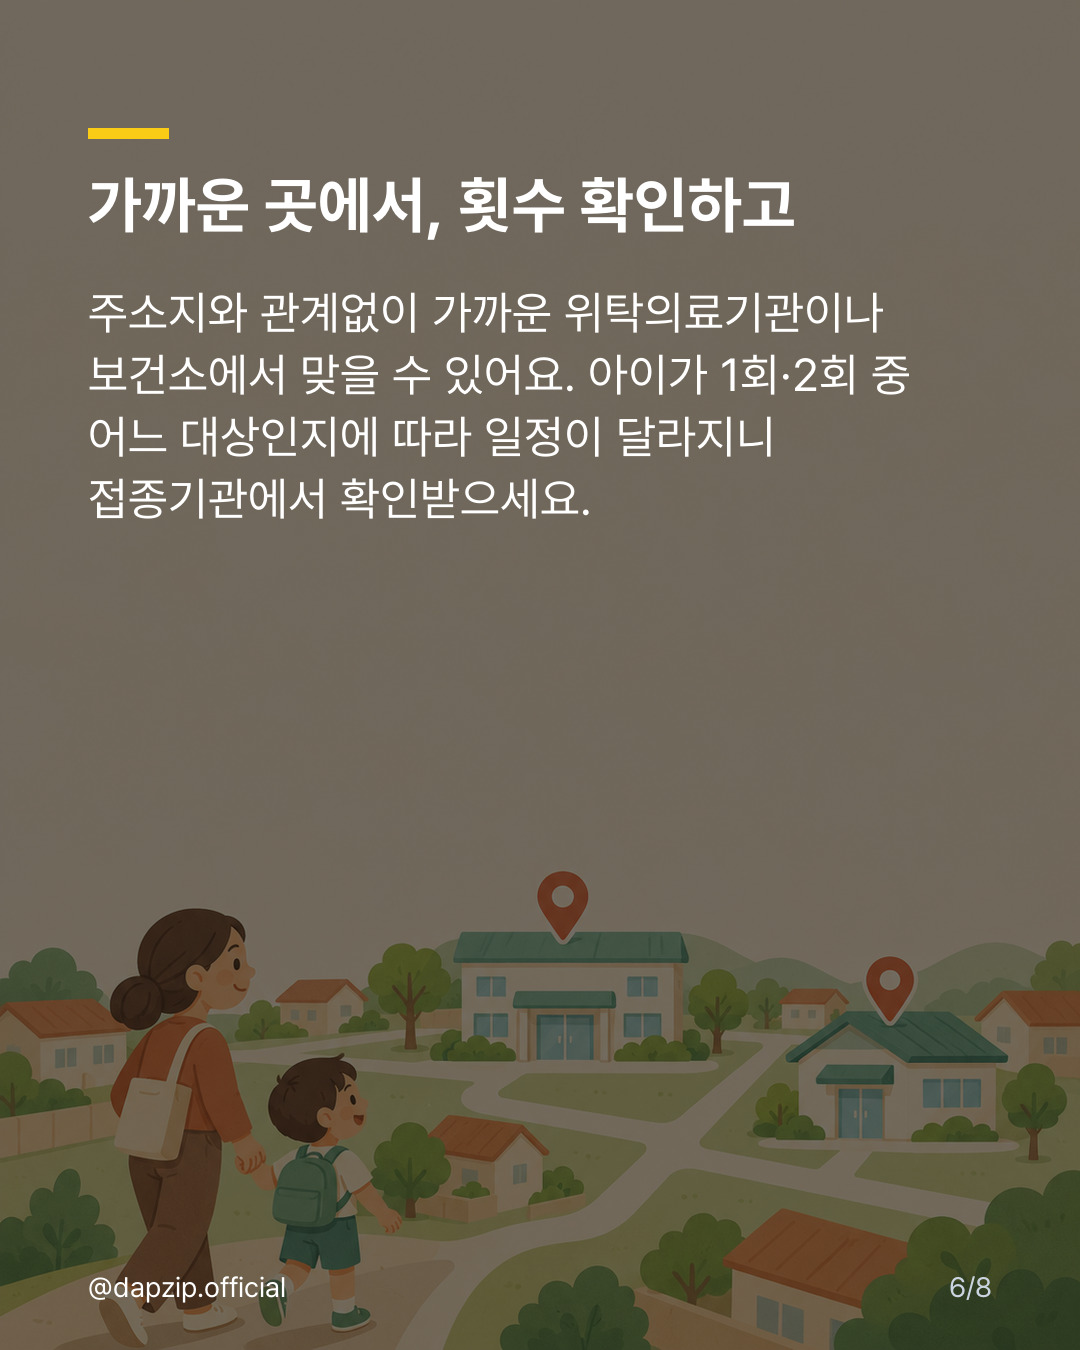 가까운 곳에서, 횟수 확인하고
주소지와 관계없이 가까운 위탁의료기관이나
보건소에서 맞을 수 있어요. 아이가 1회·2회 중
어느 대상인지에 따라 일정이 달라지니
접종기관에서 확인받으세요.
@dapzip.official
6/8